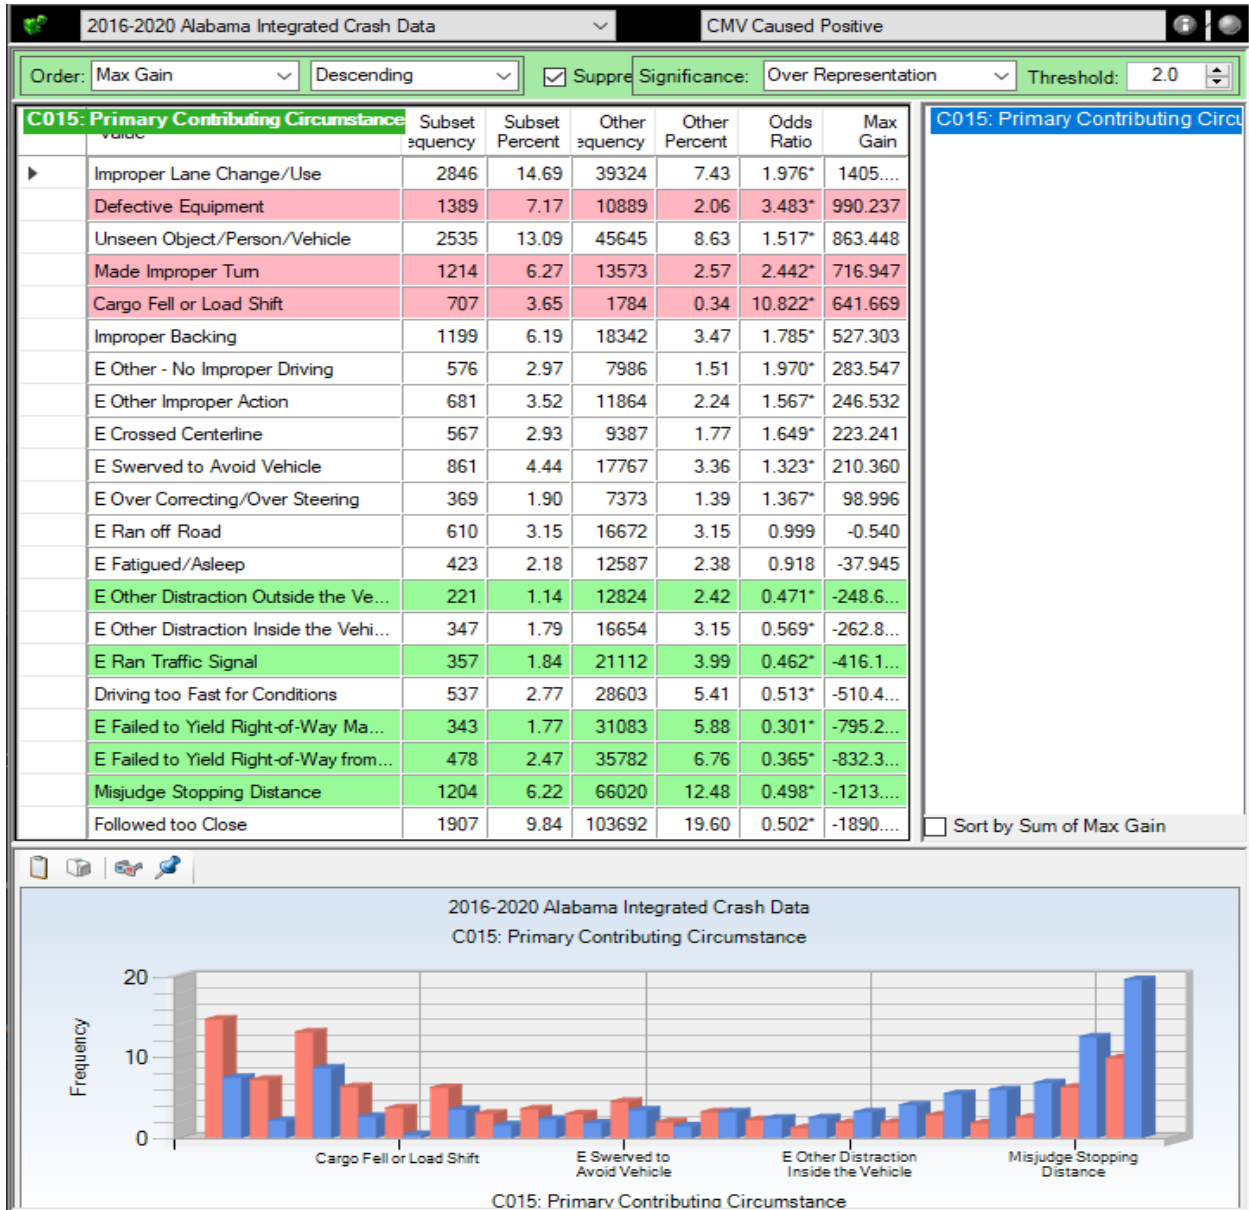 2016-2020 Alabama Integrated Crash Data CMV Caused Positive
Order: Max Gain Descending Suppre Significance: Over Representation Threshold: 2.0
C015: Primary Contributing Circumstance Subset equency Subset Percent Other equency Other Percent Odds Ratio Max Gain
C015: Primary Contributing Circu
Improper Lane Change/Use 2846 14.69 39324 7.43 1.976* 1405....
Defective Equipment 1389 7.17 10889 2.06 3.483* 990.237
Unseen Object/Person/Vehicle 2535 13.09 45645 8.63 1.517* 863.448
Made Improper Turn 1214 6.27 13573 2.57 2.442* 716.947
Cargo Fell or Load Shift 707 3.65 1784 0.34 10.822* 641.669
Improper Backing 1199 6.19 18342 3.47 1.785* 527.303
E Other - No Improper Driving 576 2.97 7986 1.51 1.970* 283.547
E Other Improper Action 681 3.52 11864 2.24 1.567* 246.532
E Crossed Centerline 567 2.93 9387 1.77 1.649* 223.241
E Swerved to Avoid Vehicle 861 4.44 17767 3.36 1.323* 210.360
E Over Correcting/Over Steering 369 1.90 7373 1.39 1.367* 98.996
E Ran off Road 610 3.15 16672 3.15 0.999 -0.540
E Fatigued/Asleep 423 2.18 12587 2.38 0.918 -37.945
E Other Distraction Outside the Ve... 221 1.14 12824 2.42 0.471* -248.6...
E Other Distraction Inside the Vehi... 347 1.79 16654 3.15 0.569* -262.8...
E Ran Traffic Signal 357 1.84 21112 3.99 0.462* -416.1...
Driving too Fast for Conditions 537 2.77 28603 5.41 0.513* -510.4...
E Failed to Yield Right-of-Way Ma... 343 1.77 31083 5.88 0.301* -795.2...
E Failed to Yield Right-of-Way from... 478 2.47 35782 6.76 0.365* -832.3...
Misjudge Stopping Distance 1204 6.22 66020 12.48 0.498* -1213....
Followed too Close 1907 9.84 103692 19.60 0.502* -1890....
Sort by Sum of Max Gain
2016-2020 Alabama Integrated Crash Data
C015: Primary Contributing Circumstance
20
10
0
Frequency
Cargo Fell or Load Shift
E Swerved to
Avoid Vehicle
E Other Distraction
Inside the Vehicle
Misjudge Stopping
Distance
C015: Primary Contributing Circumstance